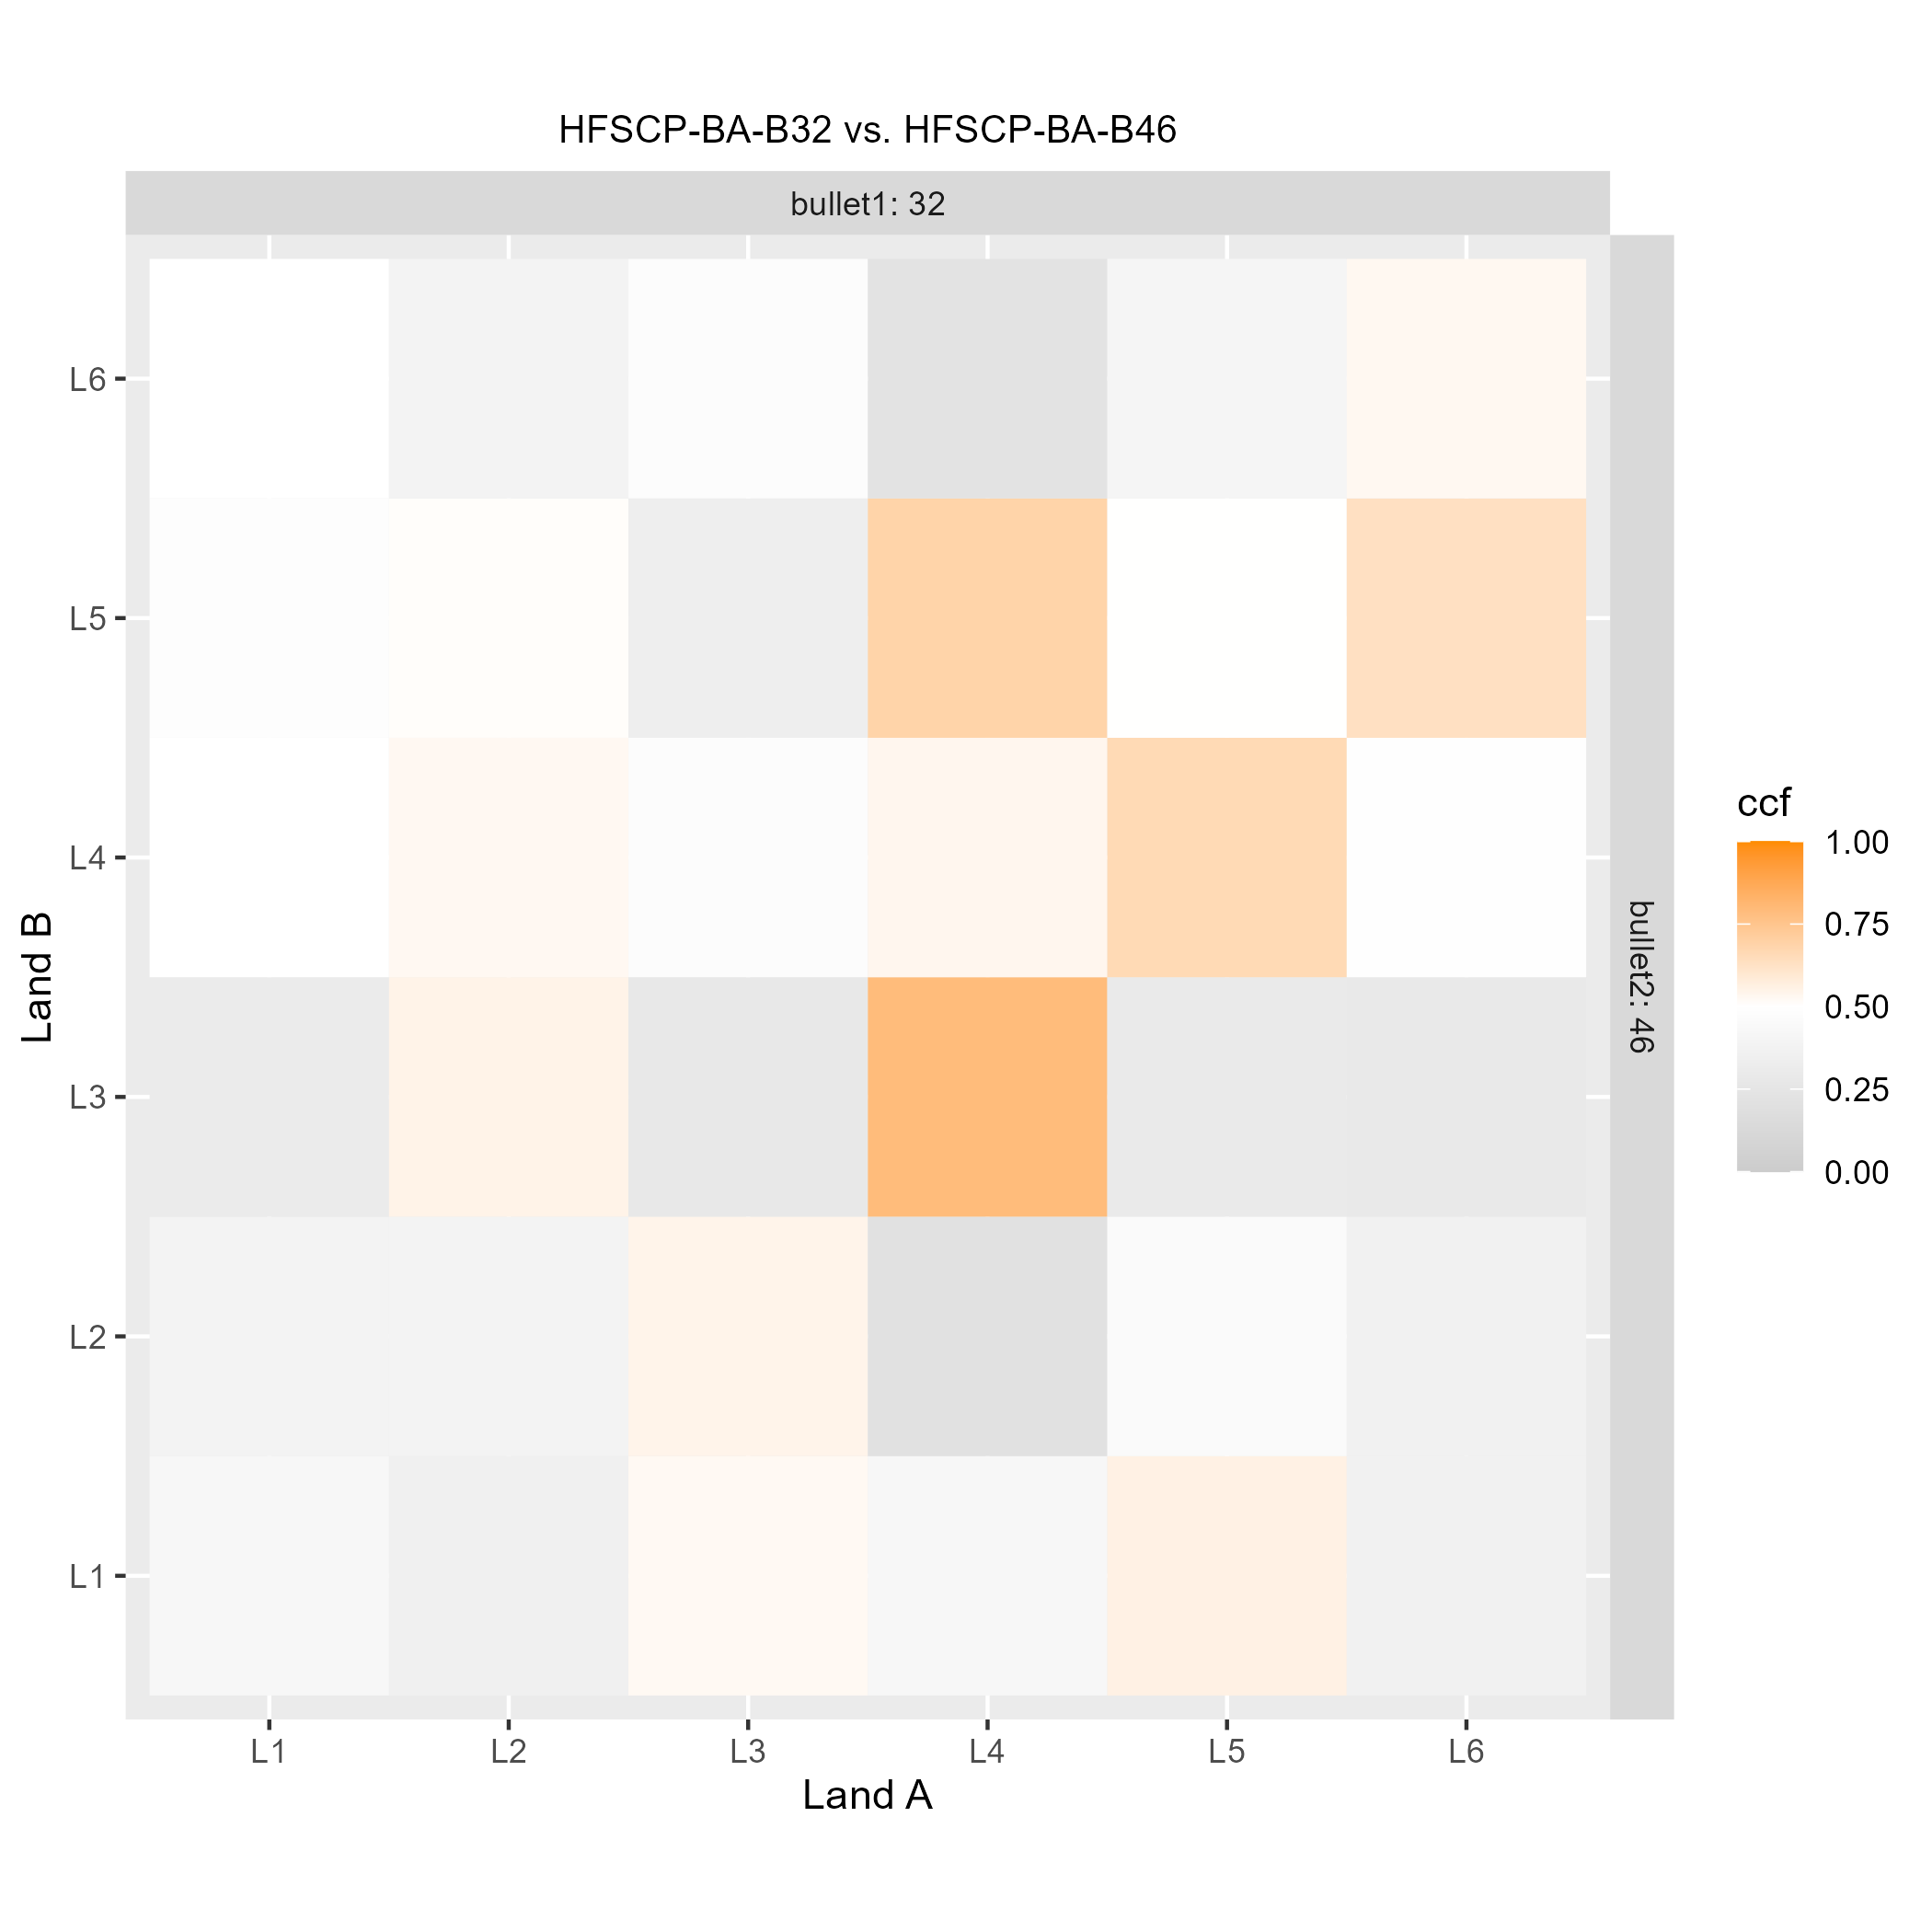 HFSCP-BA-B32 vs. HFSCP-BA-B46
bullet1: 32
L6
L5
L4
L3
L2
L1
Land B
bullet2: 46
ccf
1.00
0.75
0.50
0.25
0.00
L1
L2
L3
L4
L5
L6
Land A